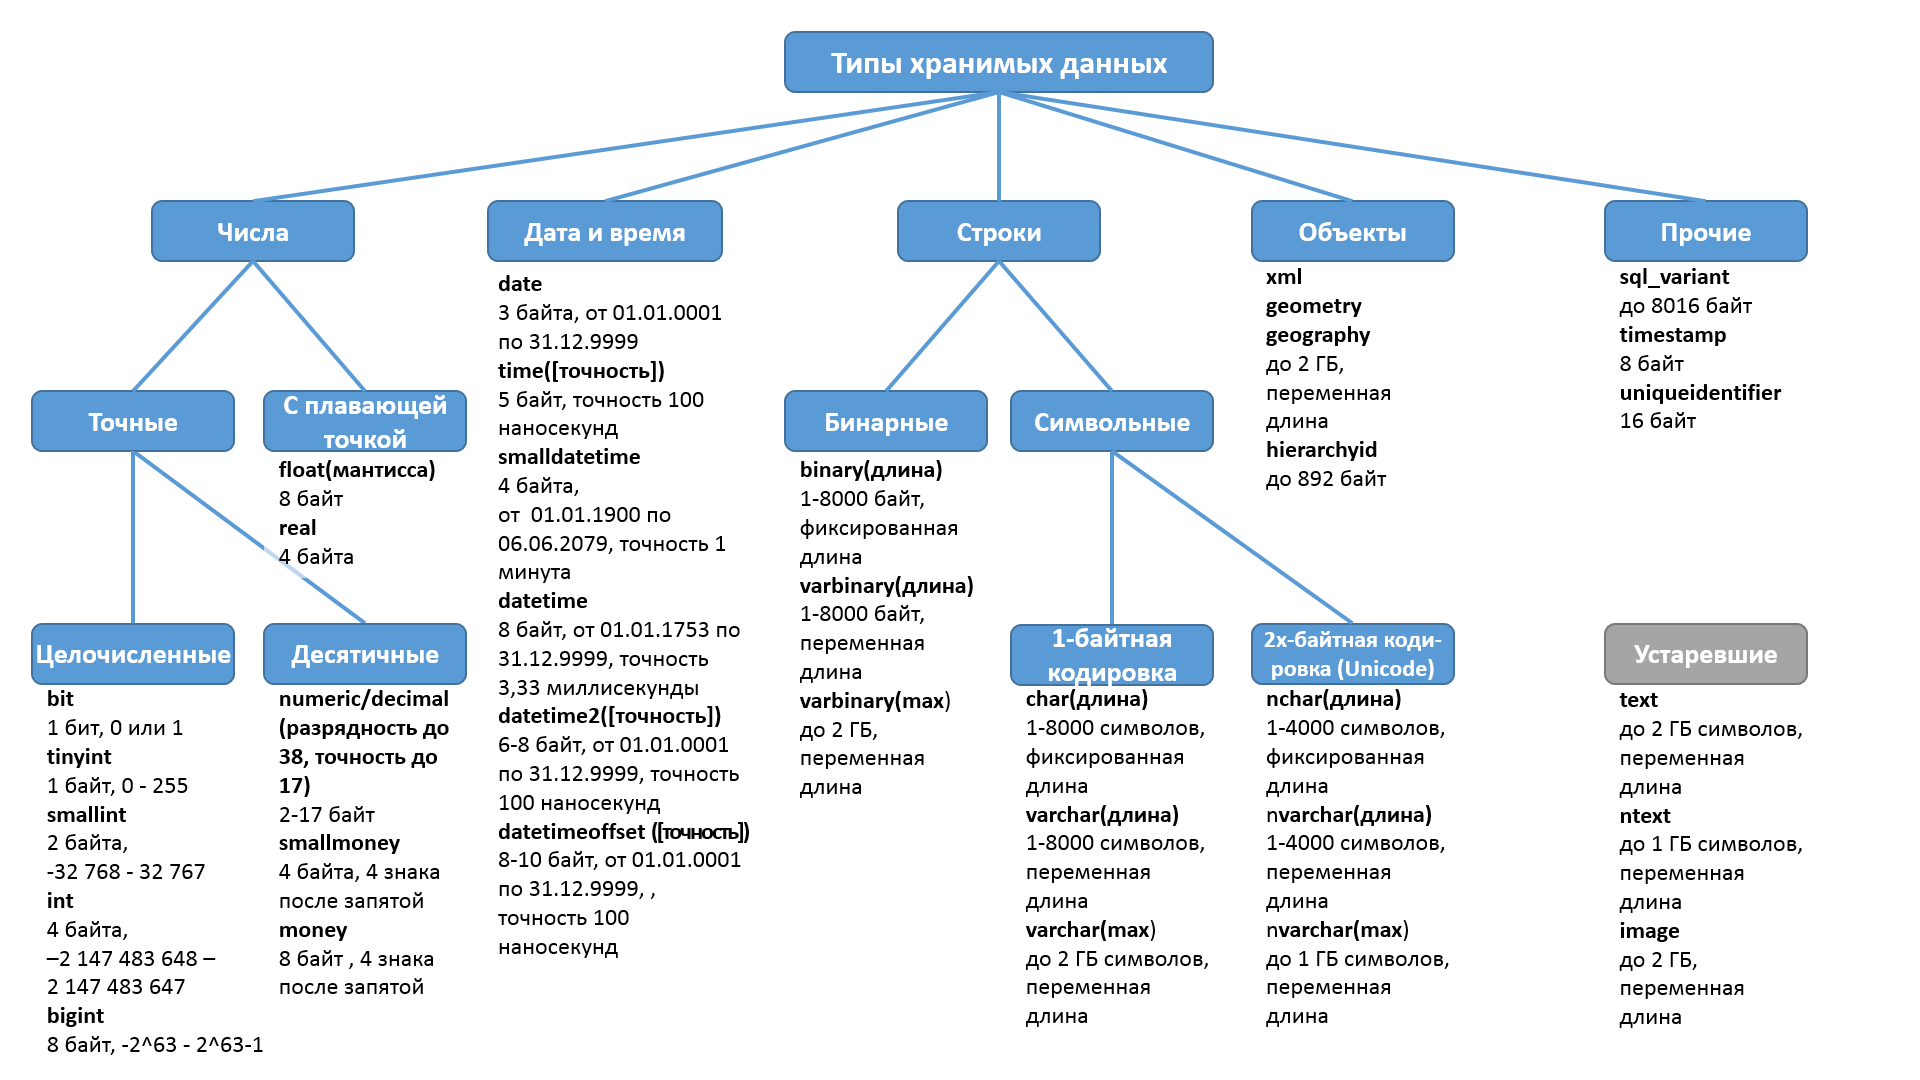 Типы хранимых данных
Числа
Дата и время
Строки
Объекты
Прочие
date
3 байта, от 01.01.0001
по 31.12.9999
time([точность])
5 байт, точность 100
наносекунд
smalldatetime
4 байта,
от  01.01.1900 по
06.06.2079, точность 1
минута
datetime
8 байт, от 01.01.1753 по
31.12.9999, точность
3,33 миллисекунды
datetime2([точность])
6-8 байт, от 01.01.0001
по 31.12.9999, точность
100 наносекунд
datetimeoffset ([точность])
8-10 байт, от 01.01.0001
по 31.12.9999, ,
точность 100
наносекунд
xml
geometry
geography
до 2 ГБ,
переменная
длина
hierarchyid
до 892 байт
sql_variant
до 8016 байт
timestamp
8 байт
uniqueidentifier
16 байт
Точные
С плавающей
точкой
float(мантисса)
8 байт
real
4 байта
Бинарные
binary(длина)
1-8000 байт,
фиксированная
длина
varbinary(длина)
1-8000 байт,
переменная
длина
varbinary(max)
до 2 ГБ,
переменная
длина
Символьные
Целочисленные
bit
1 бит, 0 или 1
tinyint
1 байт, 0 - 255
smallint
2 байта,
-32 768 - 32 767
int
4 байта,
–2 147 483 648 –
2 147 483 647
bigint
8 байт, -2^63 - 2^63-1
Десятичные
numeric/decimal
(разрядность до
38, точность до
17)
2-17 байт
smallmoney
4 байта, 4 знака
после запятой
money
8 байт , 4 знака
после запятой
1-байтная
кодировка
char(длина)
1-8000 символов,
фиксированная
длина
varchar(длина)
1-8000 символов,
переменная
длина
varchar(max)
до 2 ГБ символов,
переменная
длина
2х-байтная коди-
ровка (Unicode)
nchar(длина)
1-4000 символов,
фиксированная
длина
nvarchar(длина)
1-4000 символов,
переменная
длина
nvarchar(max)
до 1 ГБ символов,
переменная
длина
Устаревшие
text
до 2 ГБ символов,
переменная
длина
ntext
до 1 ГБ символов,
переменная
длина
image
до 2 ГБ,
переменная
длина